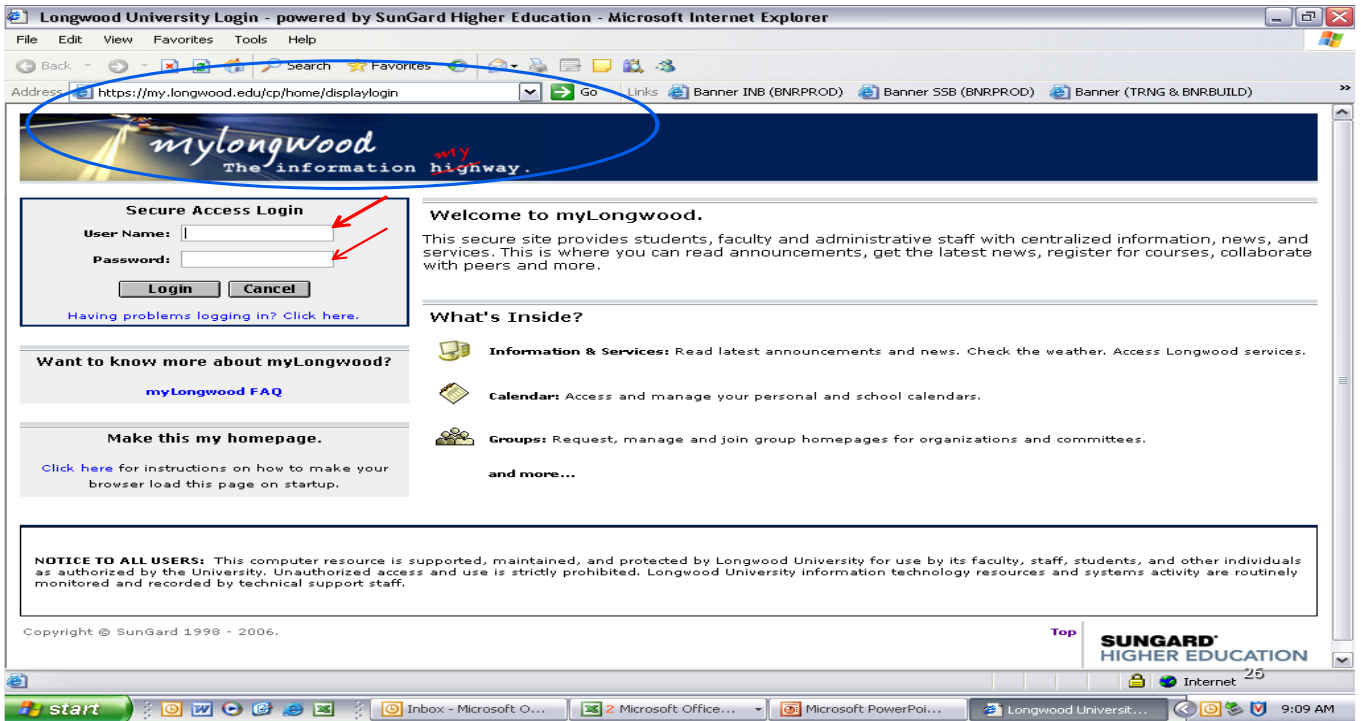 Longwood University Login - powered by SunGard Higher Education - Microsoft Internet Explorer
File Edit View Favorites Tools Help
Back Search Favorites
Address https://my.longwood.edu/cp/home/displaylogin Go Links Banner INB (BNRPROD) Banner SSB (BNRPROD) Banner (TRNG & BNRBUILD) »
mylongwood
my
The information highway.
Secure Access Login
User Name:
Password:
Login Cancel
Having problems logging in? Click here.
Want to know more about myLongwood?
myLongwood FAQ
Make this my homepage.
Click here for instructions on how to make your
browser load this page on startup.
Welcome to myLongwood.
This secure site provides students, faculty and administrative staff with centralized information, news, and
services. This is where you can read announcements, get the latest news, register for courses, collaborate
with peers and more.
What's Inside?
Information & Services: Read latest announcements and news. Check the weather. Access Longwood services.
Calendar: Access and manage your personal and school calendars.
Groups: Request, manage and join group homepages for organizations and committees.
and more...
NOTICE TO ALL USERS: This computer resource is supported, maintained, and protected by Longwood University for use by its faculty, staff, students, and other individuals
as authorized by the University. Unauthorized access and use is strictly prohibited. Longwood University information technology resources and systems activity are routinely
monitored and recorded by technical support staff.
Copyright © SunGard 1998 - 2006.
Top
SUNGARD
HIGHER EDUCATION
Internet
26
start Inbox - Microsoft O... 2 Microsoft Office... Microsoft PowerPoi... Longwood Universit... 9:09 AM